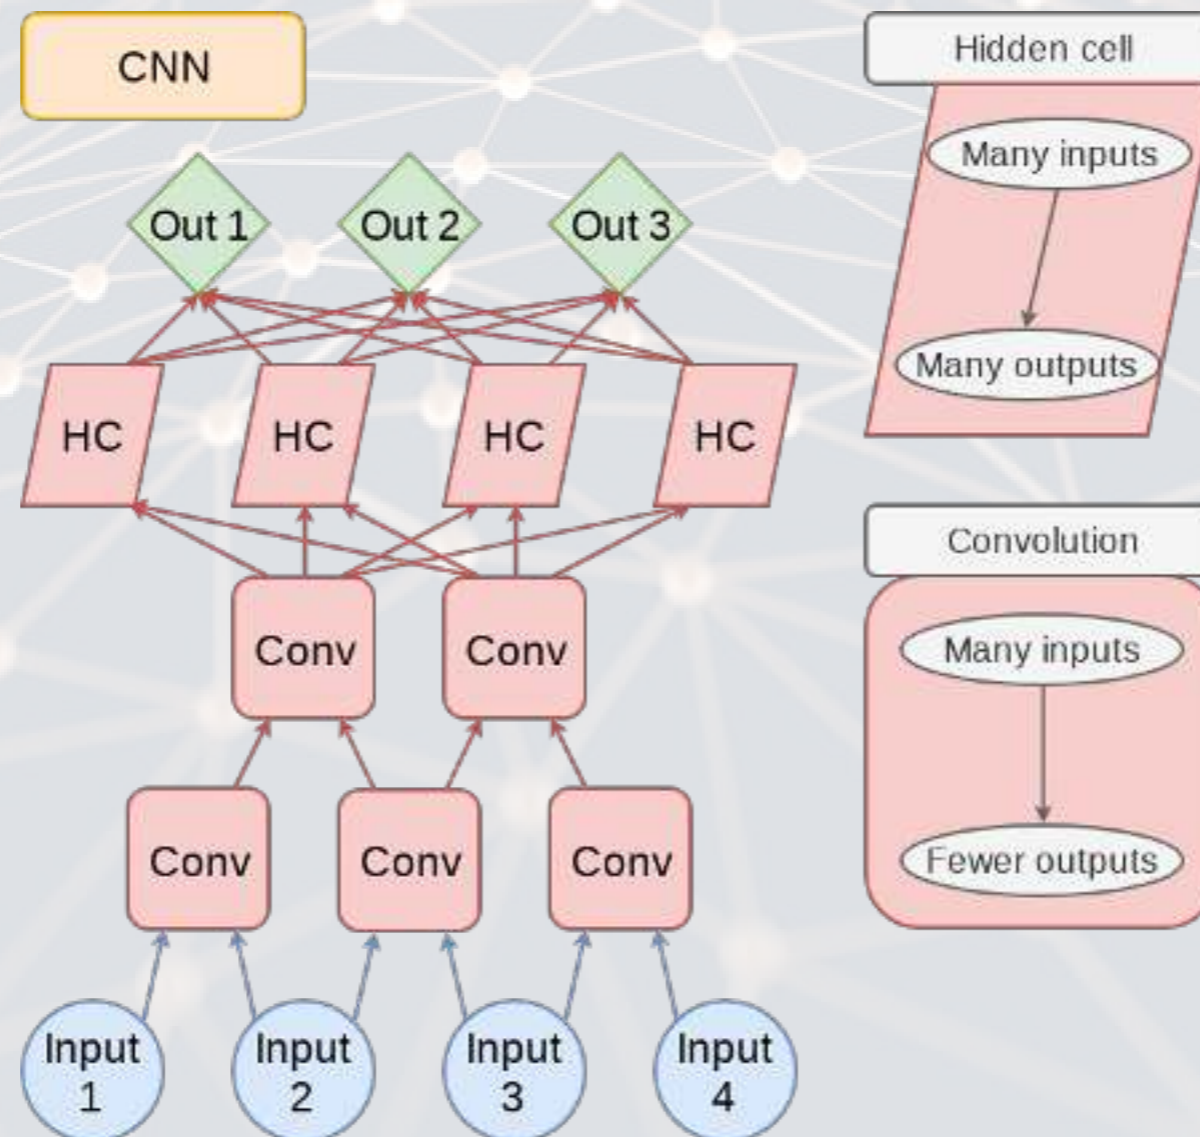 CNN
Hidden cell
Many inputs
Many outputs
Out 1
Out 2
Out 3
HC
HC
HC
HC
Convolution
Many inputs
Fewer outputs
Conv
Conv
Conv
Conv
Conv
Input
1
Input
2
Input
3
Input
4